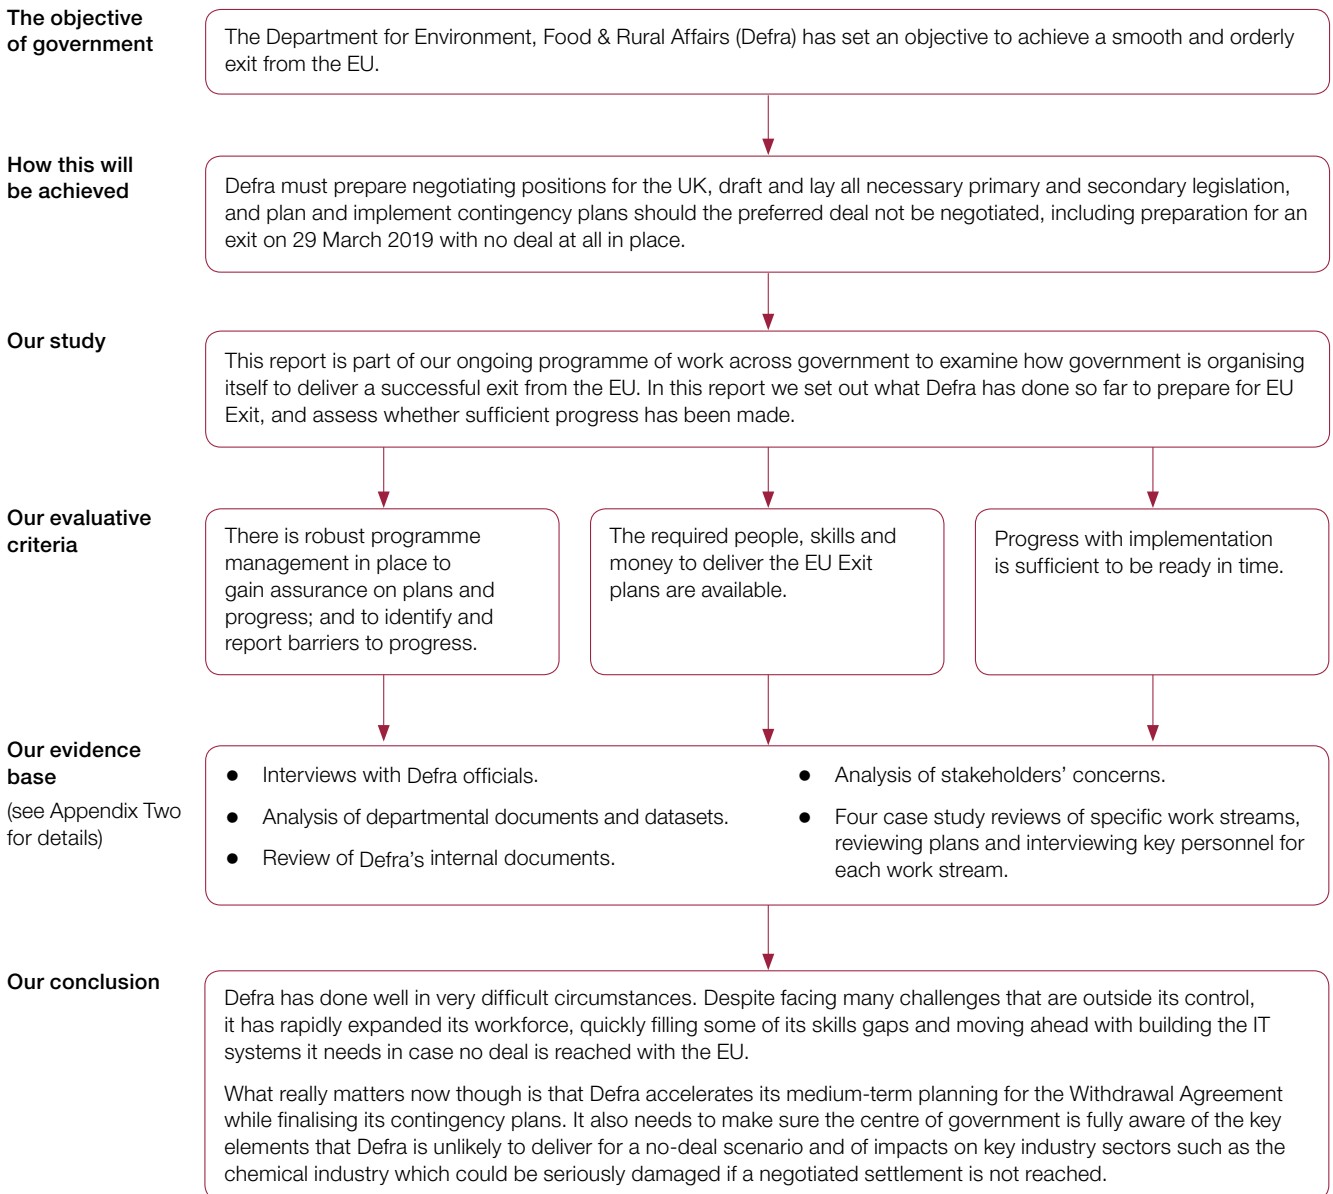 The objective
of government
The Department for Environment, Food & Rural Affairs (Defra) has set an objective to achieve a smooth and orderly
exit from the EU.
How this will
be achieved
Defra must prepare negotiating positions for the UK, draft and lay all necessary primary and secondary legislation,
and plan and implement contingency plans should the preferred deal not be negotiated, including preparation for an
exit on 29 March 2019 with no deal at all in place.
Our study
This report is part of our ongoing programme of work across government to examine how government is organising
itself to deliver a successful exit from the EU. In this report we set out what Defra has done so far to prepare for EU
Exit, and assess whether sufficient progress has been made.
Our evaluative
criteria
There is robust programme
management in place to
gain assurance on plans and
progress; and to identify and
report barriers to progress.
The required people, skills and
money to deliver the EU Exit
plans are available.
Progress with implementation
is sufficient to be ready in time.
Our evidence
base
(see Appendix Two
for details)
● Interviews with Defra officials.
● Analysis of departmental documents and datasets.
● Review of Defra's internal documents.
● Analysis of stakeholders' concerns.
● Four case study reviews of specific work streams,
reviewing plans and interviewing key personnel for
each work stream.
Our conclusion
Defra has done well in very difficult circumstances. Despite facing many challenges that are outside its control,
it has rapidly expanded its workforce, quickly filling some of its skills gaps and moving ahead with building the IT
systems it needs in case no deal is reached with the EU.
What really matters now though is that Defra accelerates its medium-term planning for the Withdrawal Agreement
while finalising its contingency plans. It also needs to make sure the centre of government is fully aware of the key
elements that Defra is unlikely to deliver for a no-deal scenario and of impacts on key industry sectors such as the
chemical industry which could be seriously damaged if a negotiated settlement is not reached.